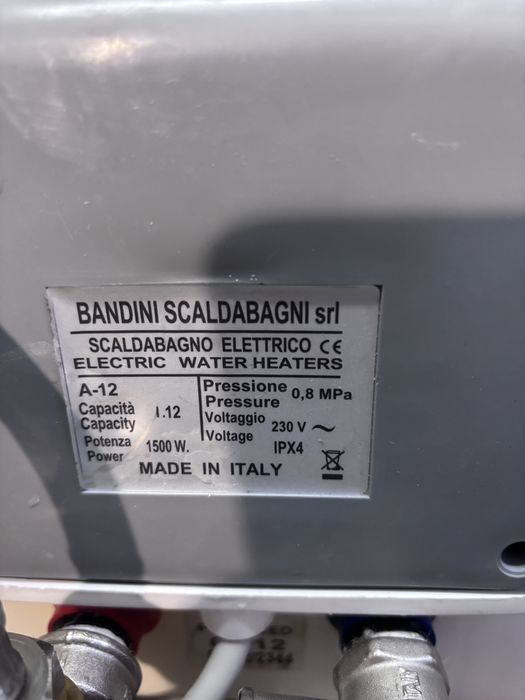 BANDINI SCALDABAGNI srl
SCALDABAGNO ELETTRICO CE
ELECTRIC WATER HEATERS
A-12
Capacità
Capacity
l.12
Potenza
Power
1500 W.
Pressione
Pressure
0,8 MPa
Voltaggio
Voltage
230 V ~
IPX4
MADE IN ITALY
12